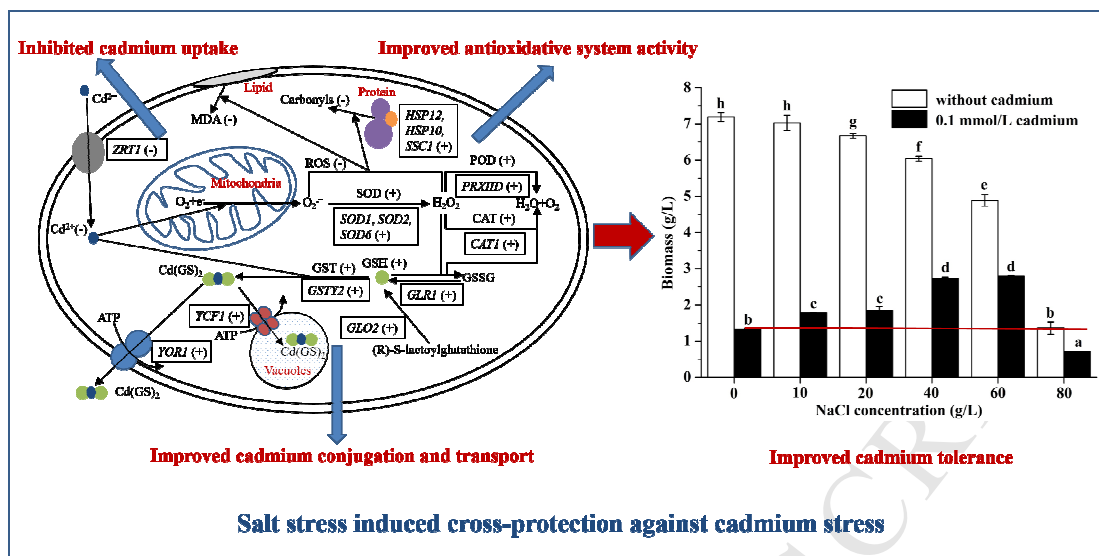 Inhibited cadmium uptake
Improved antioxidative system activity
Cd²⁺
Lipid
MDA (-)
Carbonyls (-)
Protein
HSP12,
HSP10,
SSC1 (+)
ZRT1 (-)
ROS (-)
POD (+)
PRXIID (+)
Mitochondria
O₂+e⁻
O₂·⁻
SOD (+)
H₂O₂
H₂O+O₂
SOD1, SOD2,
SOD6 (+)
CAT (+)
CAT1 (+)
Cd²⁺(-)
Cd(GS)₂
GST (+)
GSH (+)
GSSG
GSTY2 (+)
GLR1 (+)
YCF1 (+)
ATP
ATP
GLO2 (+)
(R)-S-lactoylglutathione
YOR1 (+)
Cd(GS)₂
Vacuoles
Cd(GS)₂
Improved cadmium conjugation and transport
without cadmium
0.1 mmol/L cadmium
Biomass (g/L)
8
7
6
5
4
3
2
1
0
h
h
g
f
e
d
d
b
c
c
b
a
0
10
20
40
60
80
NaCl concentration (g/L)
Improved cadmium tolerance
Salt stress induced cross-protection against cadmium stress